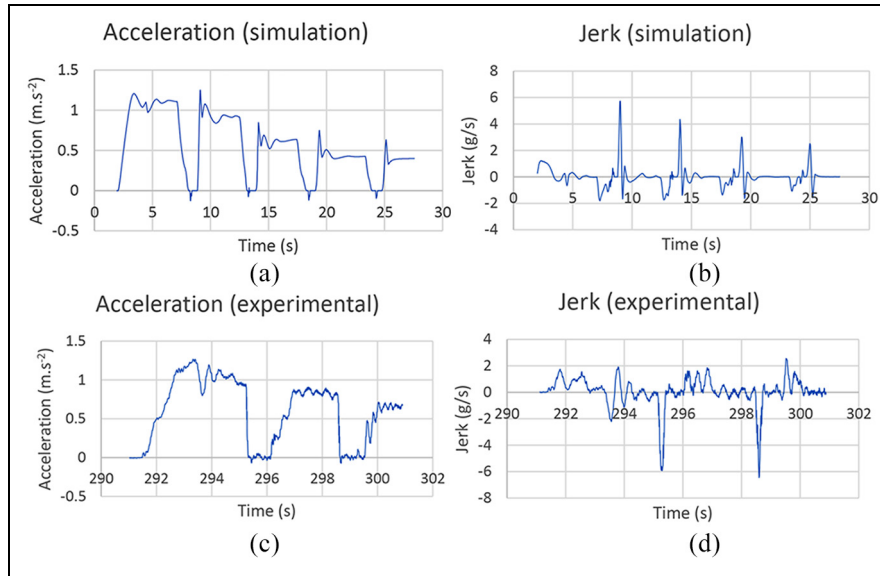 Acceleration (simulation)
Acceleration (m.s⁻²)
1.5
1
0.5
0
-0.5
0 5 10 15 20 25 30
Time (s)
(a)
Jerk (simulation)
Jerk (g/s)
8
6
4
2
0
-2
-4
0 5 10 15 20 25 30
Time (s)
(b)
Acceleration (experimental)
Acceleration (m.s⁻²)
1.5
1
0.5
0
-0.5
290 292 294 296 298 300 302
Time (s)
(c)
Jerk (experimental)
Jerk (g/s)
4
2
0
-2
-4
-6
-8
290 292 294 296 298 300 302
Time (s)
(d)